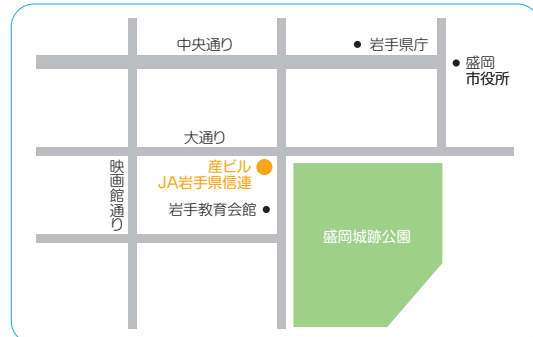 中央通り
岩手県庁
盛岡
市役所
大通り
産ビル
JA岩手県信連
映画館通り
岩手教育会館
盛岡城跡公園